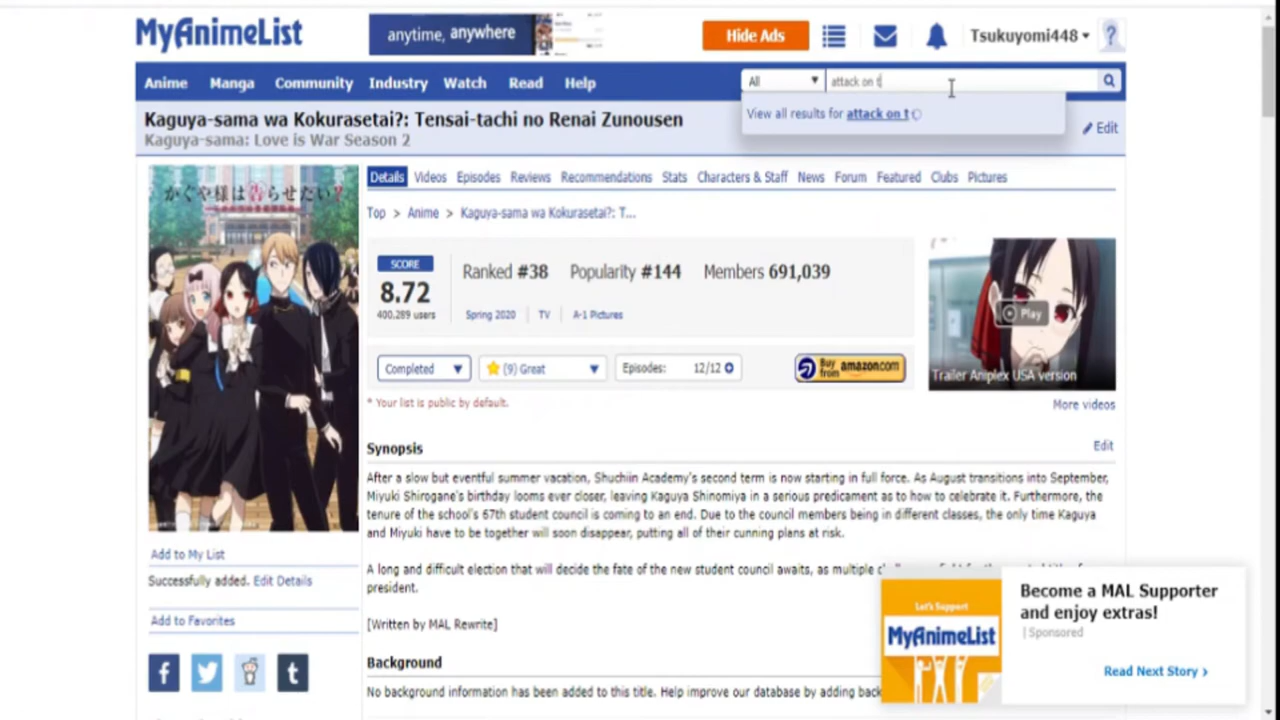 MyAnimeList
anytime, anywhere
Hide Ads
Tsukuyomi448
Anime Manga Community Industry Watch Read Help
All
attack on t
View all results for attack on t
Kaguya-sama wa Kokurasetai?: Tensai-tachi no Renai Zunousen
Kaguya-sama: Love is War Season 2
Edit
かぐや様は告らせたい?
Details Videos Episodes Reviews Recommendations Stats Characters & Staff News Forum Featured Clubs Pictures
Top > Anime > Kaguya-sama wa Kokurasetai?: T...
SCORE
8.72
400,289 users
Ranked #38 Popularity #144 Members 691,039
Spring 2020 TV A-1 Pictures
Play
Trailer Aniplex USA version
Completed
(9) Great
Episodes: 12/12
Buy from amazon.com
* Your list is public by default.
More videos
Synopsis
Edit
After a slow but eventful summer vacation, Shuchiin Academy's second term is now starting in full force. As August transitions into September,
Miyuki Shirogane's birthday looms ever closer, leaving Kaguya Shinomiya in a serious predicament as to how to celebrate it. Furthermore, the
tenure of the school's 67th student council is coming to an end. Due to the council members being in different classes, the only time Kaguya
and Miyuki have to be together will soon disappear, putting all of their cunning plans at risk.
A long and difficult election that will decide the fate of the new student council awaits, as multiple
president.
[Written by MAL Rewrite]
Background
No background information has been added to this title. Help improve our database by adding back
Add to My List
Successfully added. Edit Details
Add to Favorites
Let's Support
MyAnimeList
Become a MAL Supporter
and enjoy extras!
| Sponsored
Read Next Story